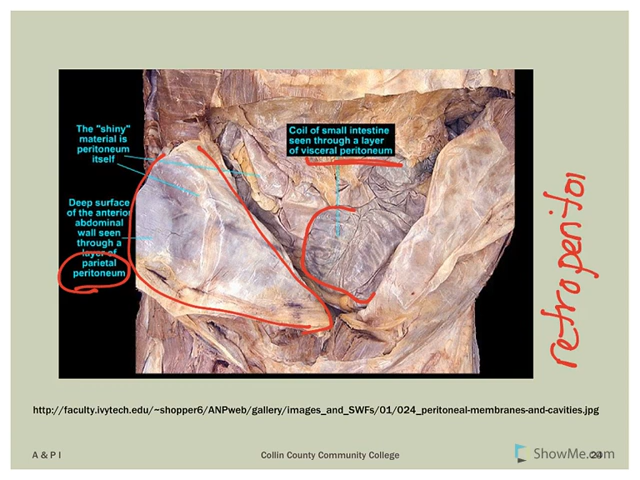 The "shiny"
material is
peritoneum
itself
Coil of small intestine
seen through a layer
of visceral peritoneum
Deep surface
of the anterior
abdominal
wall seen
through a
layer of
parietal
peritoneum
retroperitoi
http://faculty.ivytech.edu/~shopper6/ANPweb/gallery/images_and_SWFs/01/024_peritoneal-membranes-and-cavities.jpg
A & P I
Collin County Community College
ShowMe.com